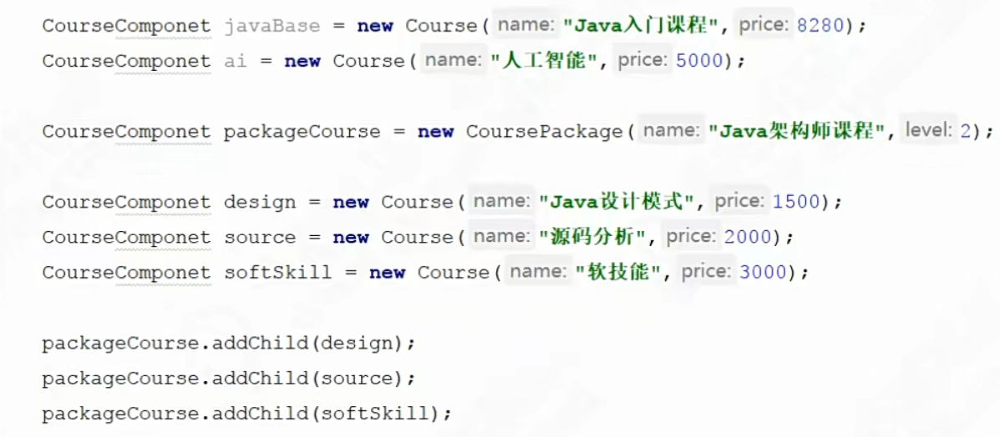 CourseComponet javaBase = new Course( name: "Java入门课程", price: 8280);
CourseComponet ai = new Course( name: "人工智能", price: 5000);
CourseComponet packageCourse = new CoursePackage( name: "Java架构师课程", level: 2);
CourseComponet design = new Course( name: "Java设计模式", price: 1500);
CourseComponet source = new Course( name: "源码分析", price: 2000);
CourseComponet softSkill = new Course( name: "软技能", price: 3000);
packageCourse.addChild(design);
packageCourse.addChild(source);
packageCourse.addChild(softSkill);